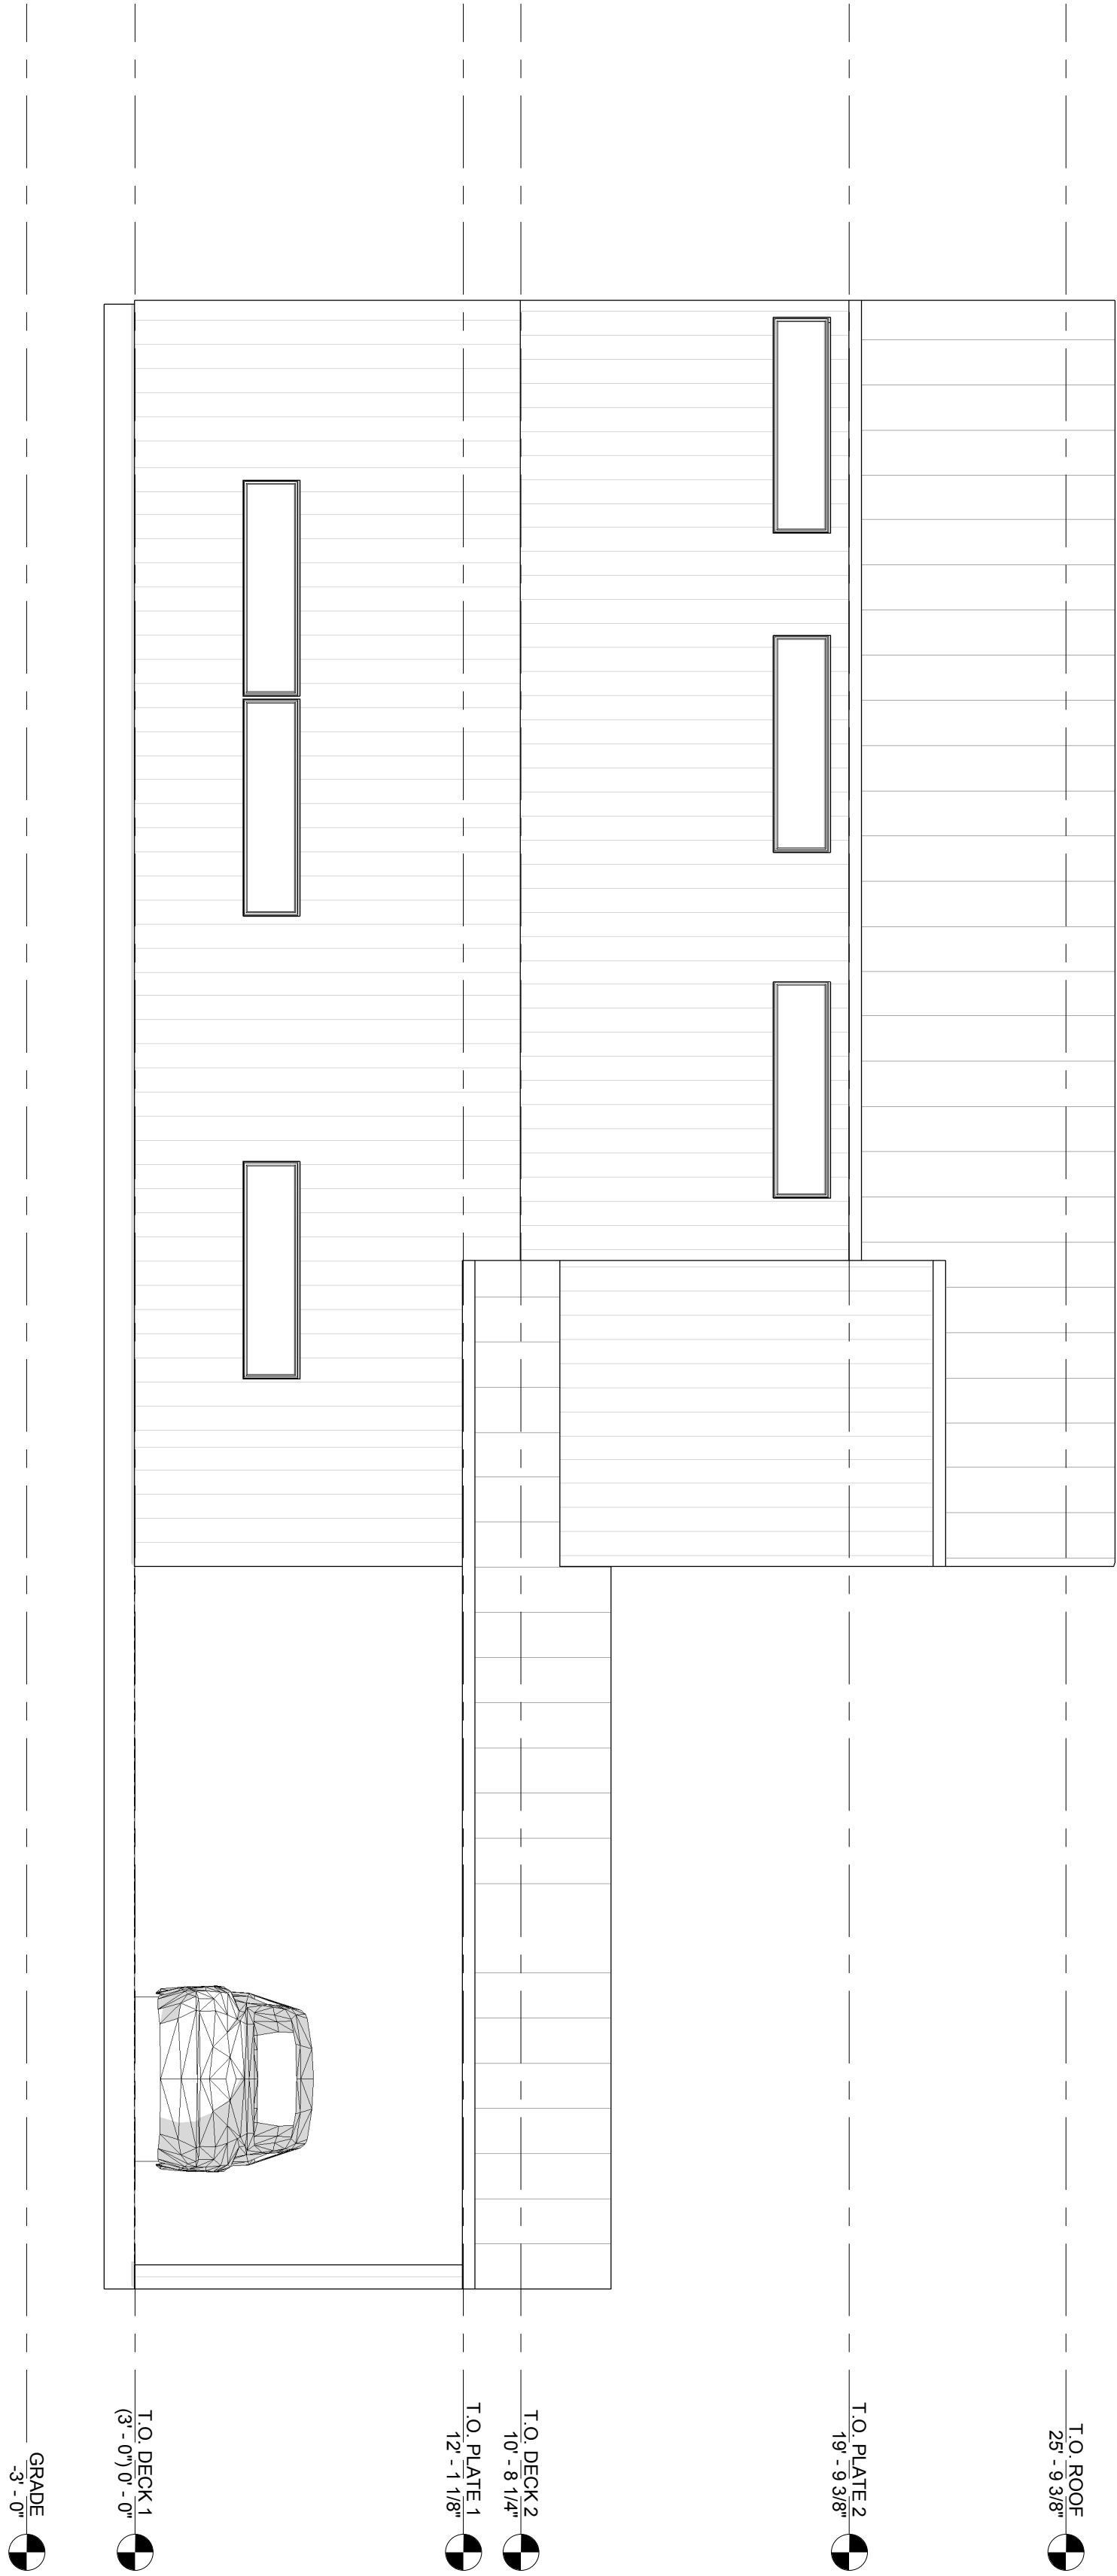 T.O. ROOF
25' - 9 3/8"
T.O. PLATE 2
19' - 9 3/8"
T.O. DECK 2
10' - 8 1/4"
T.O. PLATE 1
12' - 1 1/8"
T.O. DECK 1
(3' - 0") 0' - 0"
GRADE
-3' - 0"